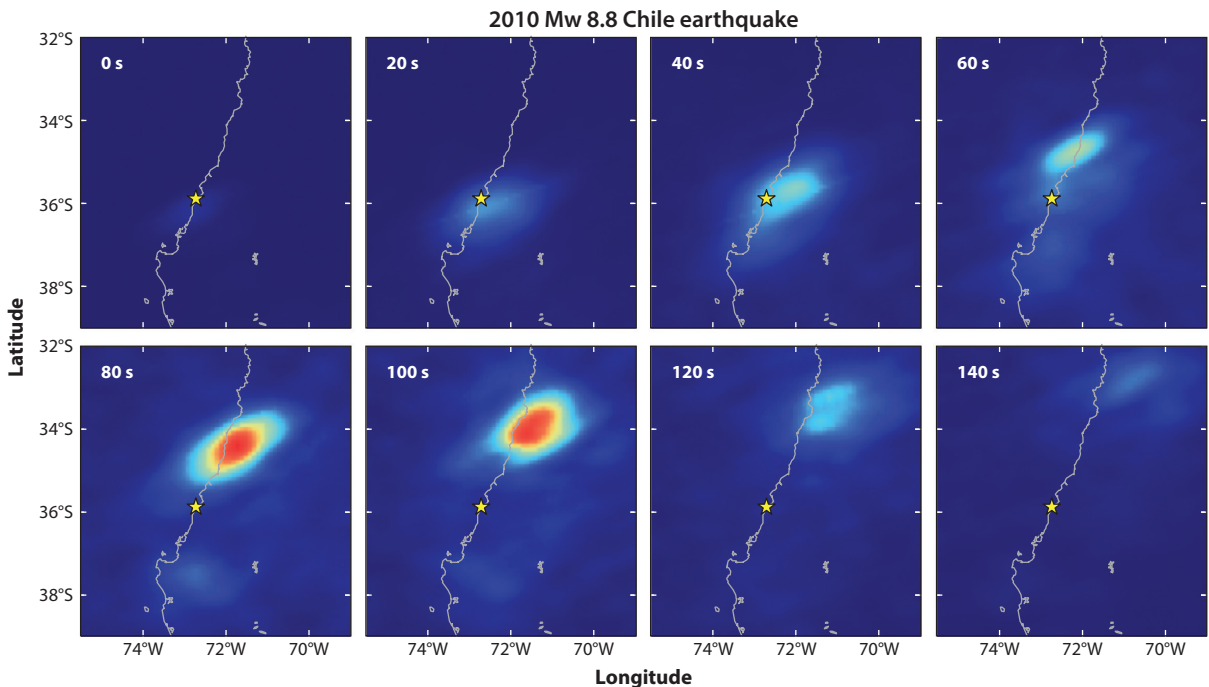 2010 Mw 8.8 Chile earthquake
32°S
34°S
36°S
38°S
0 s
20 s
40 s
60 s
Latitude
32°S
34°S
36°S
38°S
80 s
100 s
120 s
140 s
74°W 72°W 70°W 74°W 72°W 70°W 74°W 72°W 70°W 74°W 72°W 70°W
Longitude